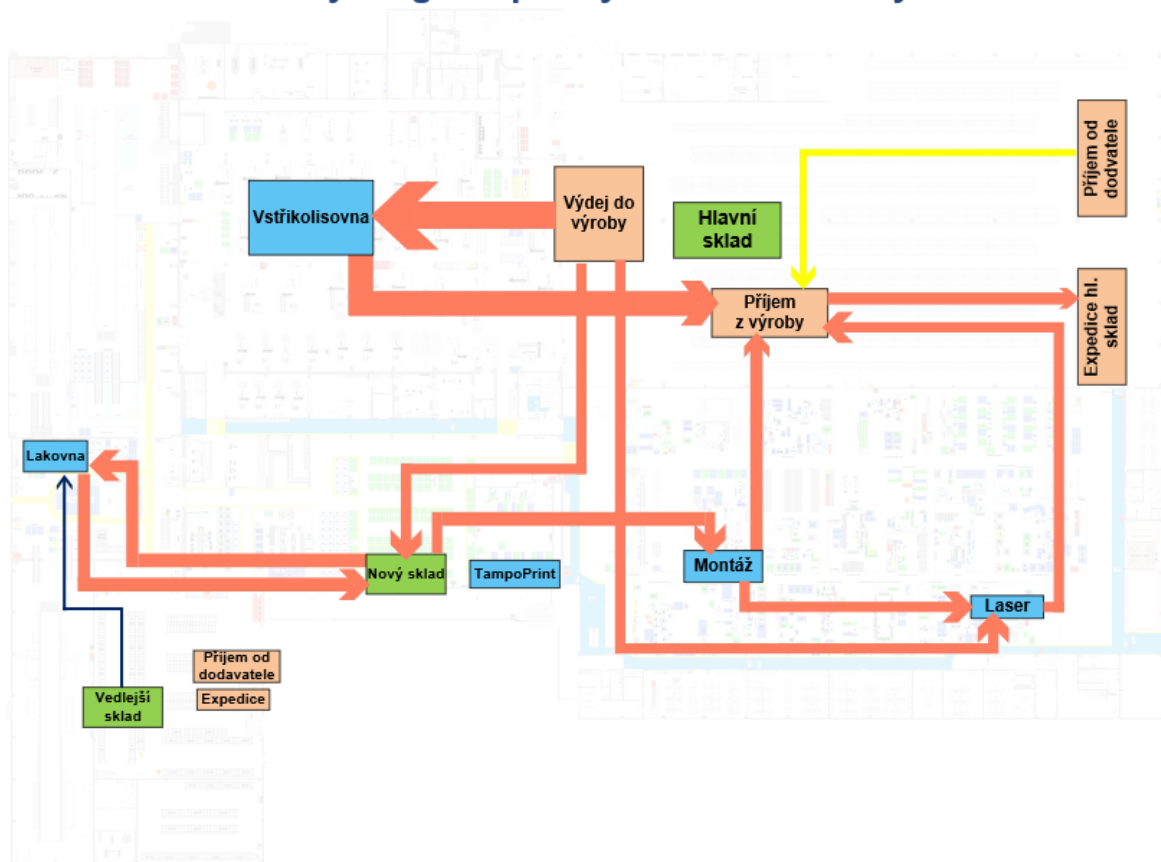 Výdej do
výroby
Vstřikolisovna
Hlavní
sklad
Příjem od
dodvatele
Příjem
z výroby
Expedice hl.
sklad
Lakovna
Nový sklad
TampoPrint
Montáž
Laser
Příjem od
dodavatele
Expedice
Vedlejší
sklad